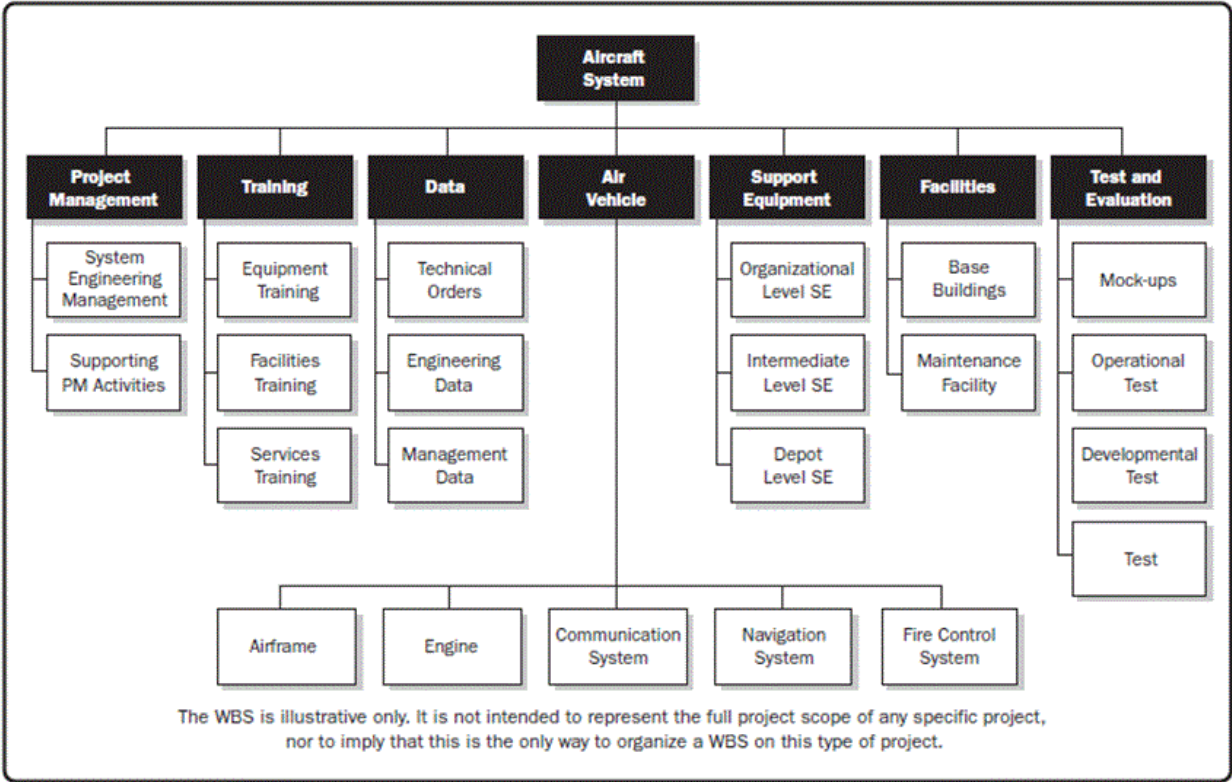 Aircraft
System
Project
Management
Training
Data
Air
Vehicle
Support
Equipment
Facilities
Test and
Evaluation
System
Engineering
Management
Supporting
PM Activities
Equipment
Training
Facilities
Training
Services
Training
Technical
Orders
Engineering
Data
Management
Data
Organizational
Level SE
Intermediate
Level SE
Depot
Level SE
Base
Buildings
Maintenance
Facility
Mock-ups
Operational
Test
Developmental
Test
Test
Airframe
Engine
Communication
System
Navigation
System
Fire Control
System
The WBS is illustrative only. It is not intended to represent the full project scope of any specific project,
nor to imply that this is the only way to organize a WBS on this type of project.